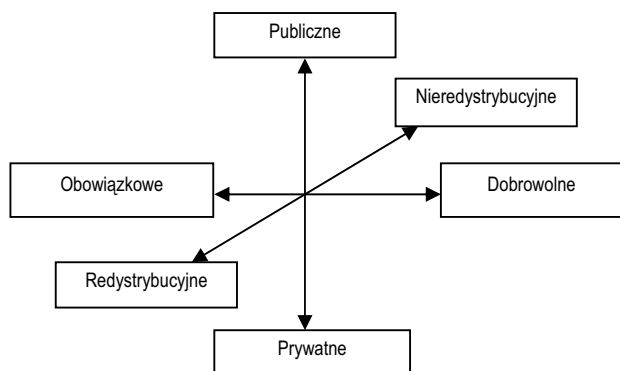 Publiczne
Nieredystrybucyjne
Obowiązkowe
Dobrowolne
Redystrybucyjne
Prywatne